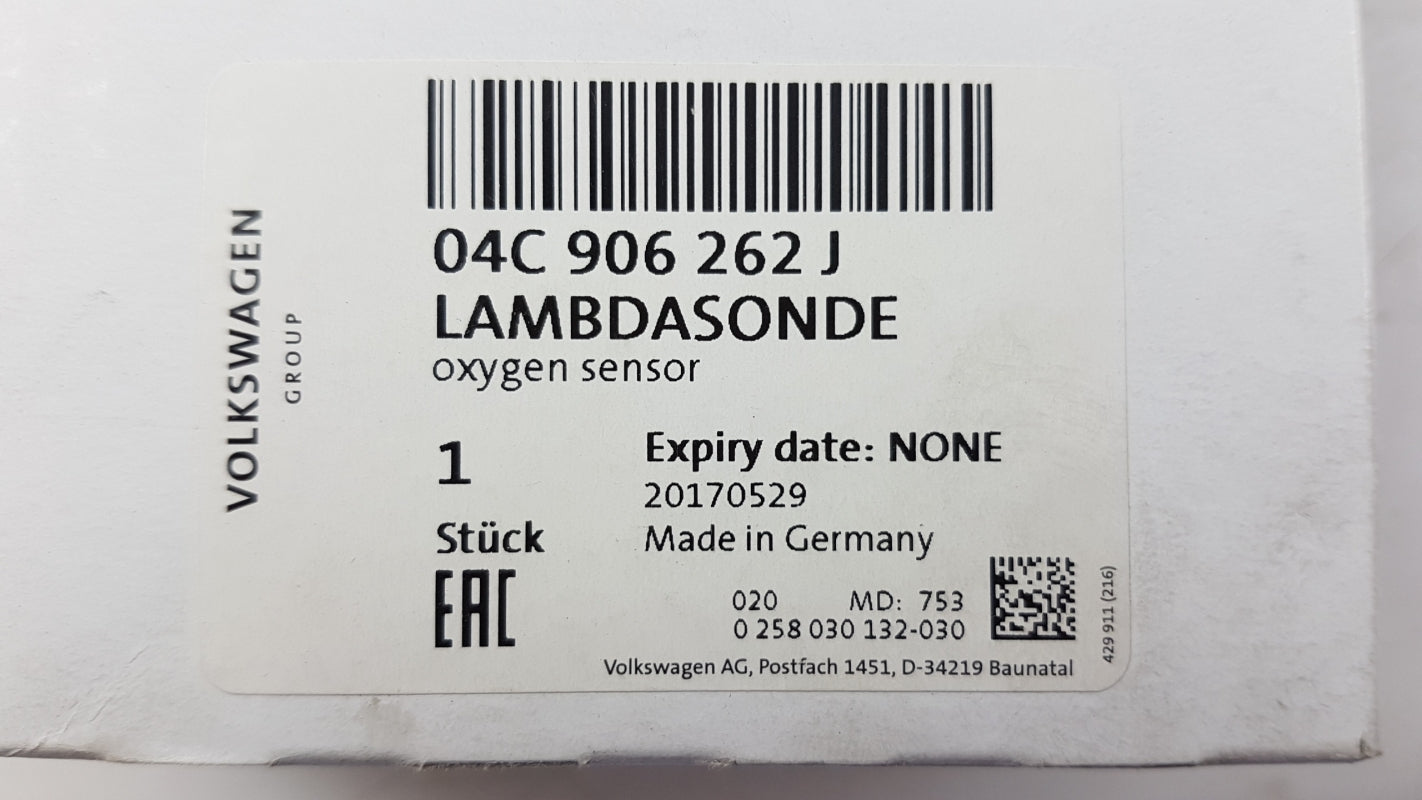 VOLKSWAGEN
GROUP
04C 906 262 J
LAMBDASONDE
oxygen sensor
1
Stück
EAC
Expiry date: NONE
20170529
Made in Germany
020 MD: 753
0 258 030 132-030
Volkswagen AG, Postfach 1451, D-34219 Baunatal
429 911 (216)